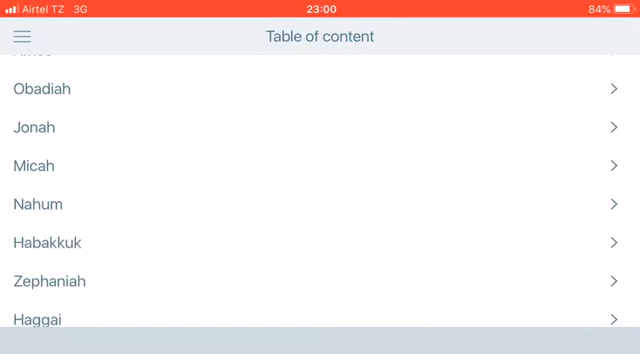 Airtel TZ 3G 23:00 84%
Table of content
Obadiah
Jonah
Micah
Nahum
Habakkuk
Zephaniah
Haggai